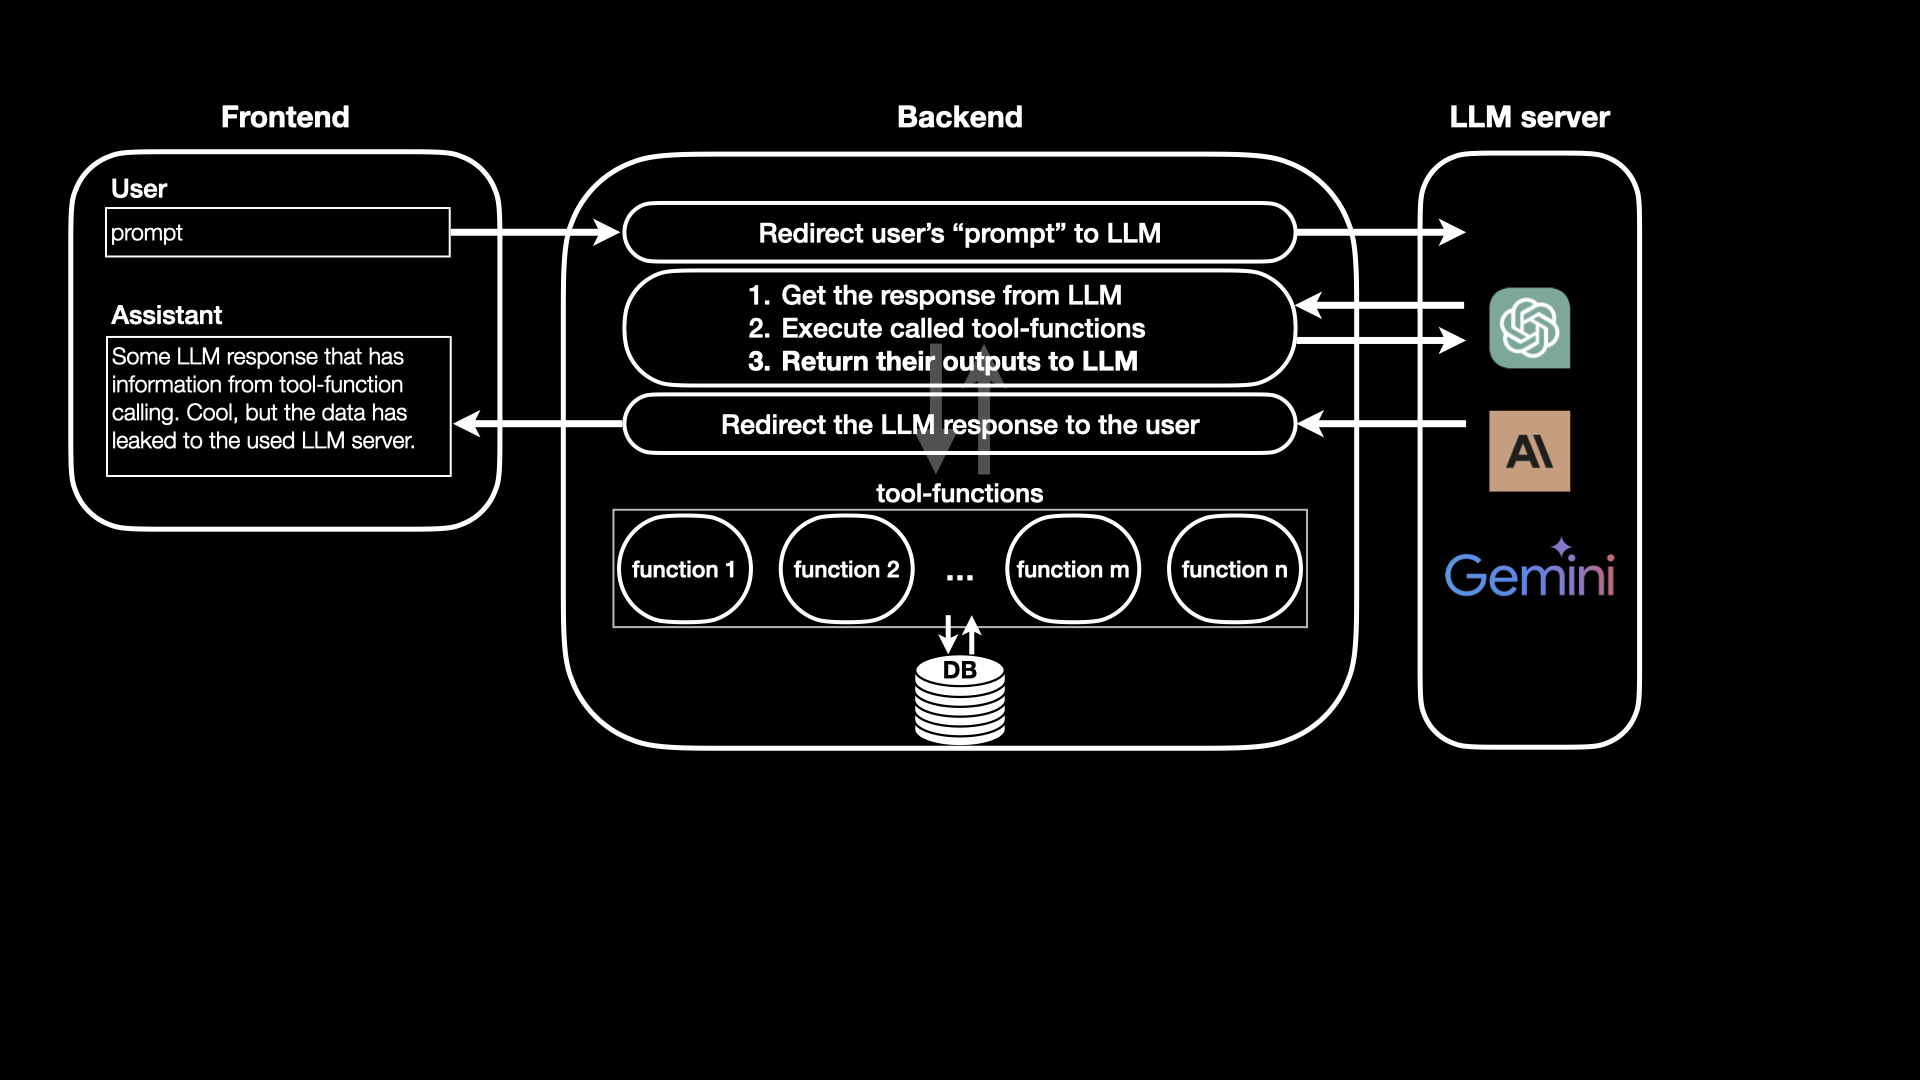 Frontend
Backend
LLM server
User
prompt
Assistant
Some LLM response that has
information from tool-function
calling. Cool, but the data has
leaked to the used LLM server.
Redirect user’s “prompt” to LLM
1. Get the response from LLM
2. Execute called tool-functions
3. Return their outputs to LLM
Redirect the LLM response to the user
tool-functions
function 1
function 2
...
function m
function n
DB
A\
Gemini